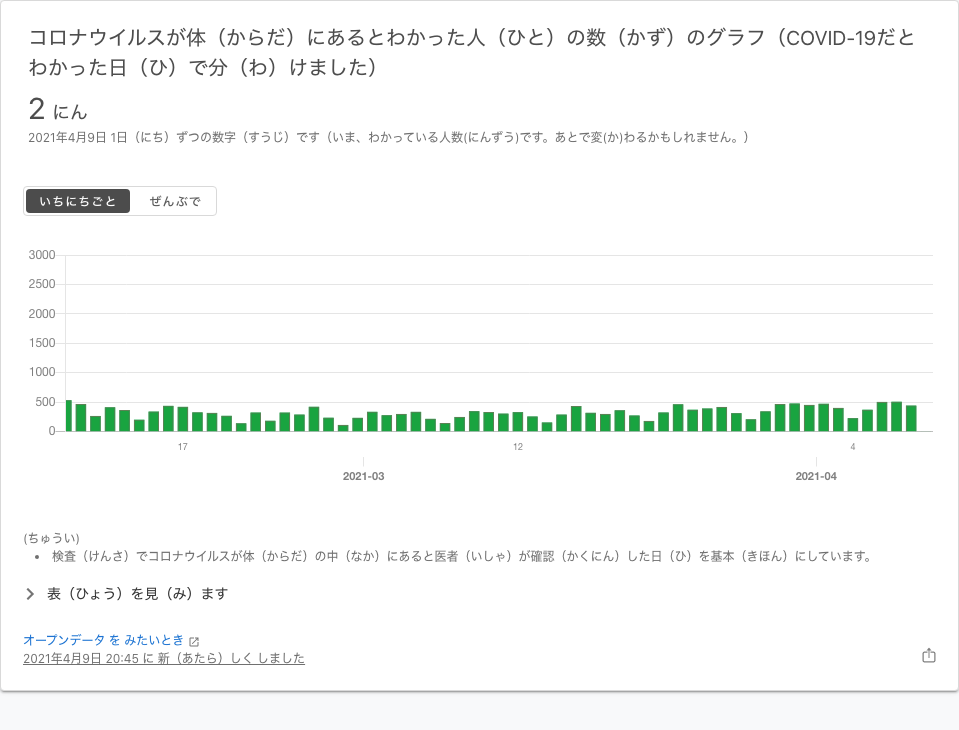 コロナウイルスが体（からだ）にあるとわかった人（ひと）の数（かず）のグラフ（COVID-19だと
わかった日（ひ）で分（わ）けました）
2 にん
2021年4月9日 1日（にち）ずつの数字（すうじ）です（いま、わかっている人数(にんずう)です。あとで変(か)わるかもしれません。）
いちにちごと ぜんぶで
3000
2500
2000
1500
1000
500
0
17 12 4
2021-03 2021-04
(ちゅうい)
• 検査（けんさ）でコロナウイルスが体（からだ）の中（なか）にあると医者（いしゃ）が確認（かくにん）した日（ひ）を基本（きほん）にしています。
表（ひょう）を見（み）ます
オープンデータ を みたいとき
2021年4月9日 20:45 に 新（あたら）しく しました